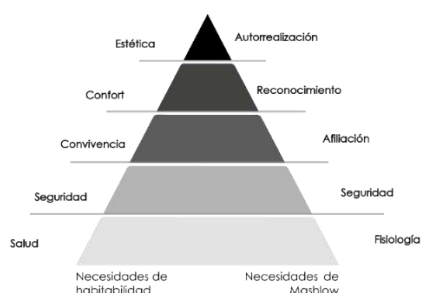 Estética
Autorrealización
Confort
Reconocimiento
Convivencia
Afiliación
Seguridad
Seguridad
Salud
Fisiología
Necesidades de
habitabilidad
Necesidades de
Mashlow